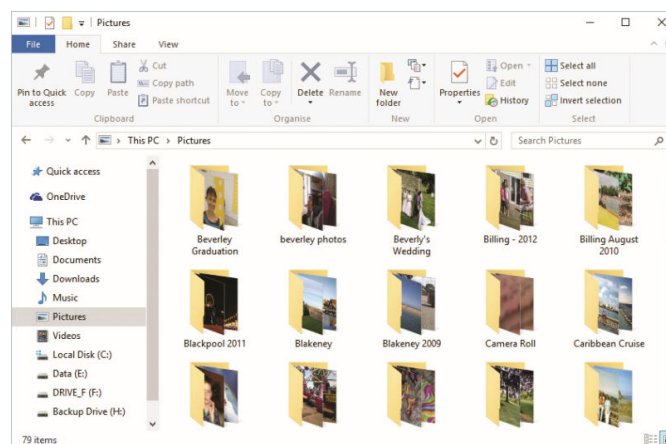 Pictures
File Home Share View
Pin to Quick access
Copy
Paste
Cut
Copy path
Paste shortcut
Clipboard
Move to
Copy to
Delete
Rename
Organise
New folder
New
Properties
Open
Edit
History
Open
Select all
Select none
Invert selection
Select
This PC > Pictures
Search Pictures
Quick access
OneDrive
This PC
Desktop
Documents
Downloads
Music
Pictures
Videos
Local Disk (C:)
Data (E:)
DRIVE_F (F:)
Backup Drive (H:)
Beverley Graduation
beverley photos
Beverly's Wedding
Billing - 2012
Billing August 2010
Blackpool 2011
Blakeney
Blakeney 2009
Camera Roll
Caribbean Cruise
79 items